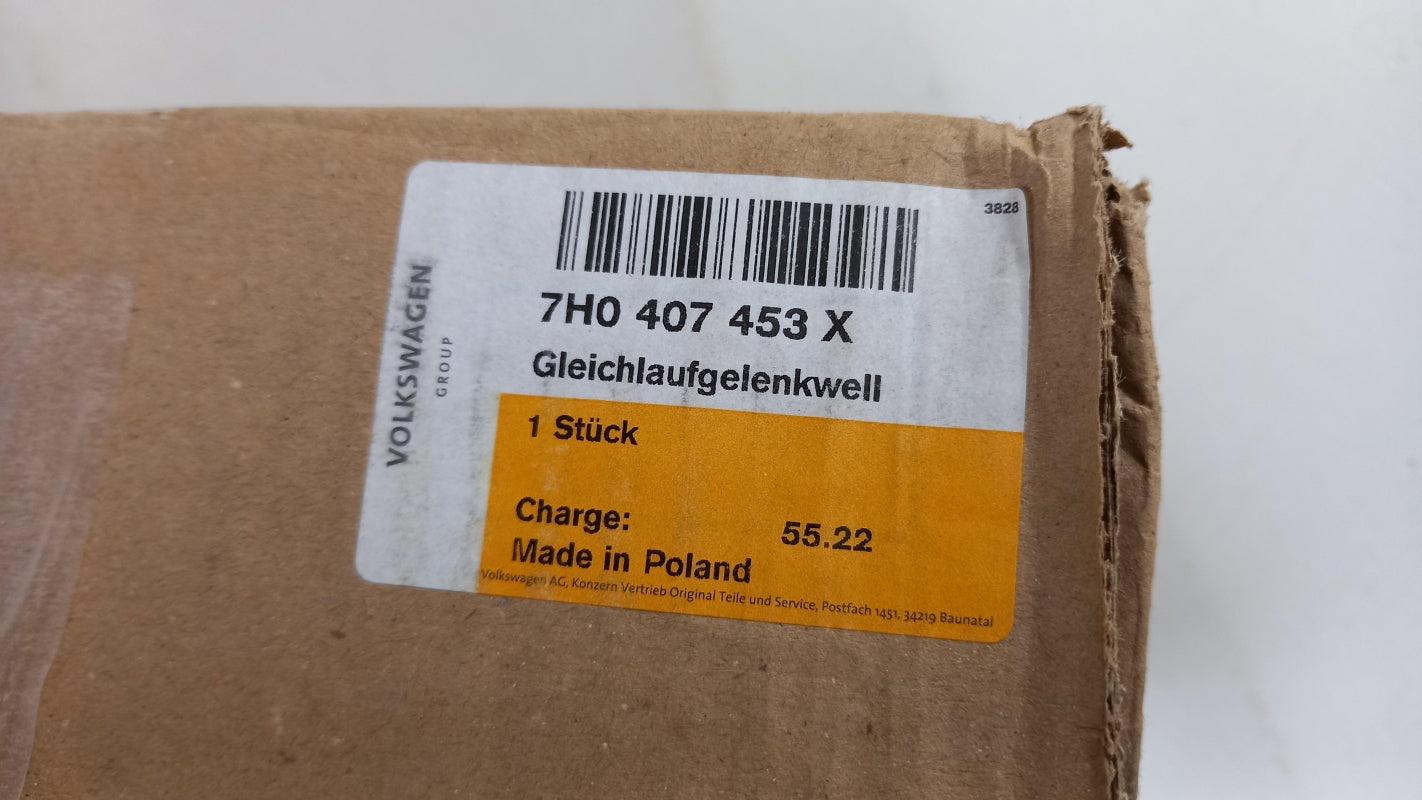 3828
7H0 407 453 X
Gleichlaufgelenkwell
VOLKSWAGEN
GROUP
1 Stück
Charge: 55.22
Made in Poland
Volkswagen AG, Konzern Vertrieb Original Teile und Service, Postfach 1451, 34219 Baunatal